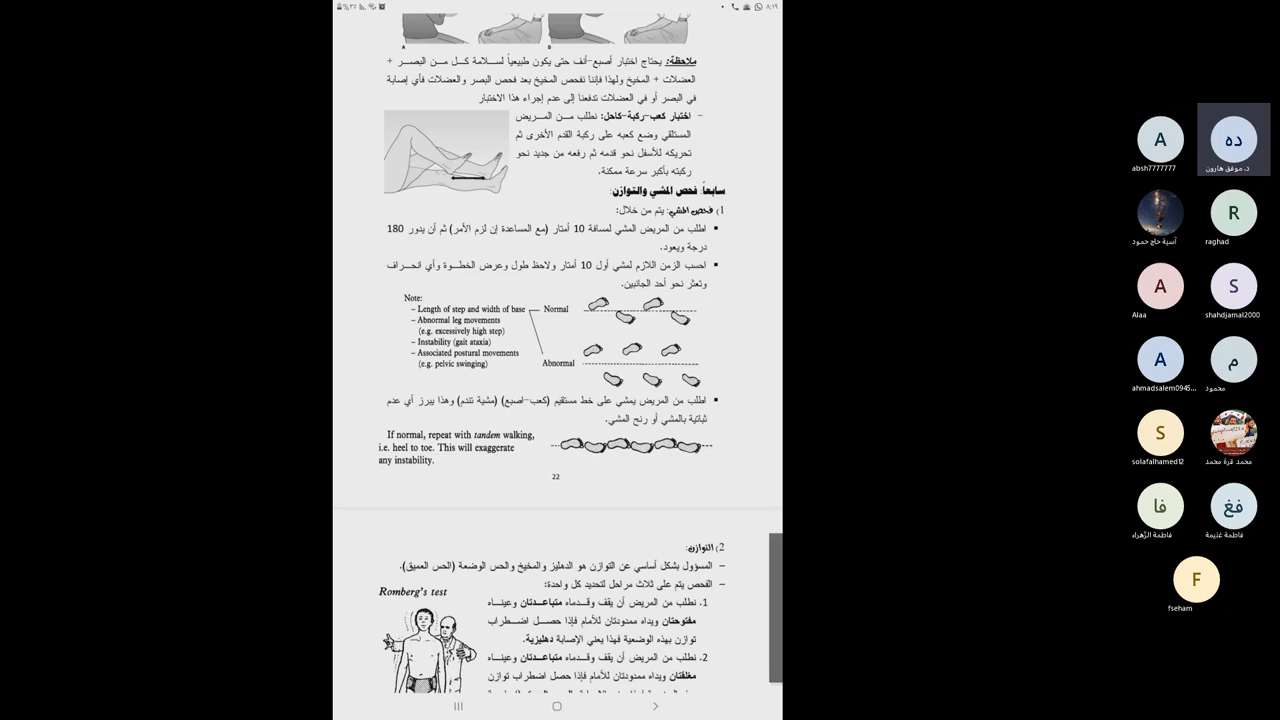 ٨:١٩
A
B
ملاحظة: يحتاج اختبار أصبع-أنف حتى يكون طبيعياً لسلامة كل من البصر +
العضلات + المخيخ ولهذا فإننا نفحص المخيخ بعد فحص البصر والعضلات فأي إصابة
في البصر أو في العضلات تدفعنا إلى عدم إجراء هذا الاختبار
- اختبار كعب-ركبة-كاحل: نطلب من المريض
المستلقي وضع كعبه على ركبة القدم الأخرى ثم
تحريكه للأسفل نحو قدمه ثم رفعه من جديد نحو
ركبته بأكبر سرعة ممكنة.
سابعاً: فحص المشي والتوازن:
1) فحص المشي: يتم من خلال:
▪ اطلب من المريض المشي لمسافة 10 أمتار (مع المساعدة إن لزم الأمر) ثم أن يدور 180
درجة ويعود.
▪ احسب الزمن اللازم لمشي أول 10 أمتار ولاحظ طول وعرض الخطوة وأي انحراف
وتعثر نحو أحد الجانبين.
Note:
– Length of step and width of base
– Abnormal leg movements
(e.g. excessively high step)
– Instability (gait ataxia)
– Associated postural movements
(e.g. pelvic swinging)
Normal
Abnormal
▪ اطلب من المريض يمشي على خط مستقيم (كعب-اصبع) (مشية تندم) وهذا يبرز أي عدم
ثباتية بالمشي أو رنح المشي.
If normal, repeat with tandem walking,
i.e. heel to toe. This will exaggerate
any instability.
22
2) التوازن:
– المسؤول بشكل أساسي عن التوازن هو الدهليز والمخيخ والحس الوضعة (الحس العميق).
– الفحص يتم على ثلاث مراحل لتحديد كل واحدة:
Romberg's test
1. نطلب من المريض أن يقف وقدماه متباعدتان وعيناه
مفتوحتان ويداه ممدودتان للأمام فإذا حصل اضطراب
توازن بهذه الوضعية فهذا يعني الإصابة دهليزية.
2. نطلب من المريض أن يقف وقدماه متباعدتان وعيناه
مغلقتان ويداه ممدودتان للأمام فإذا حصل اضطراب توازن
A
absh7777777
ده
د. موفق هارون
آسية حاج حمود
R
raghad
A
Alaa
S
shahdjamal2000
A
ahmadsalem0945...
م
محمود
S
solafalhamed12
محمد قرة محمد
فا
فاطمة الزهراء
فغ
فاطمة غنيمة
F
fseham